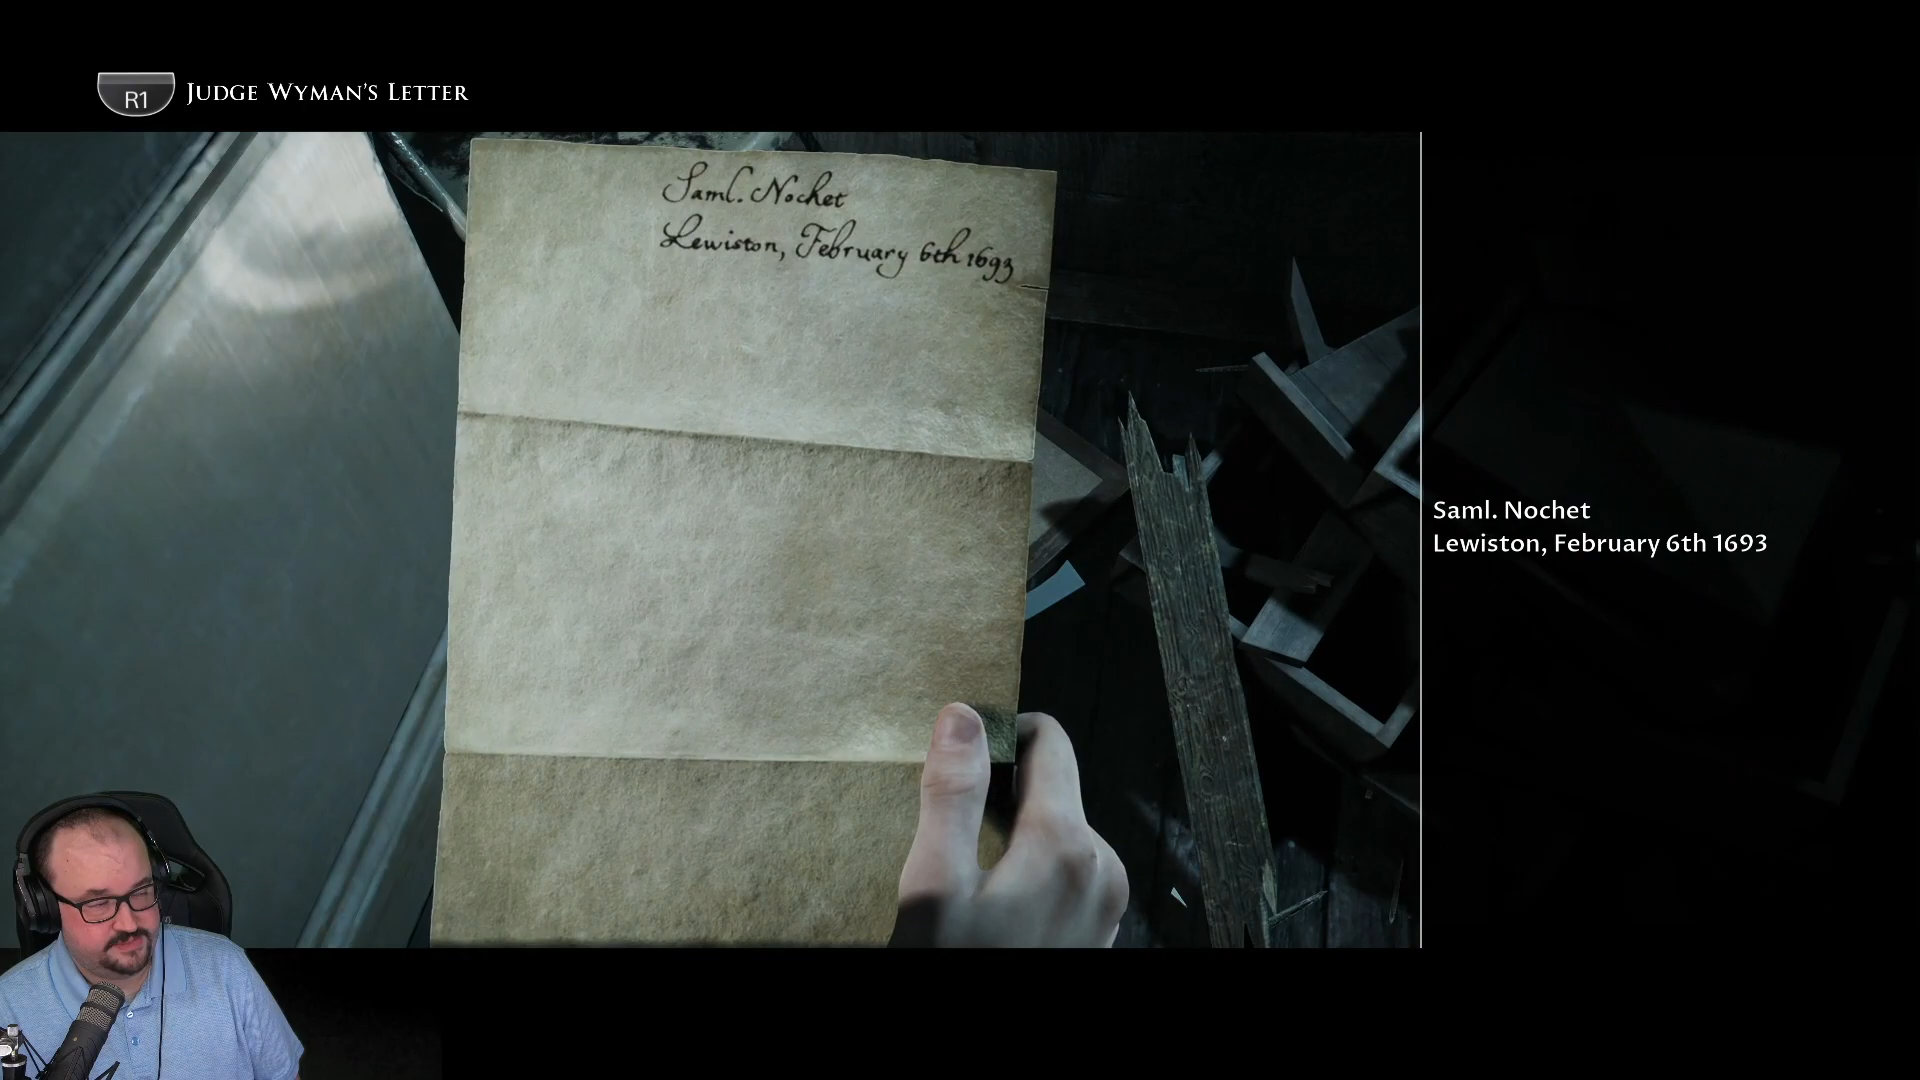 R1 JUDGE WYMAN'S LETTER
Saml. Nochet
Lewiston, February 6th 1693
Saml. Nochet
Lewiston, February 6th 1693